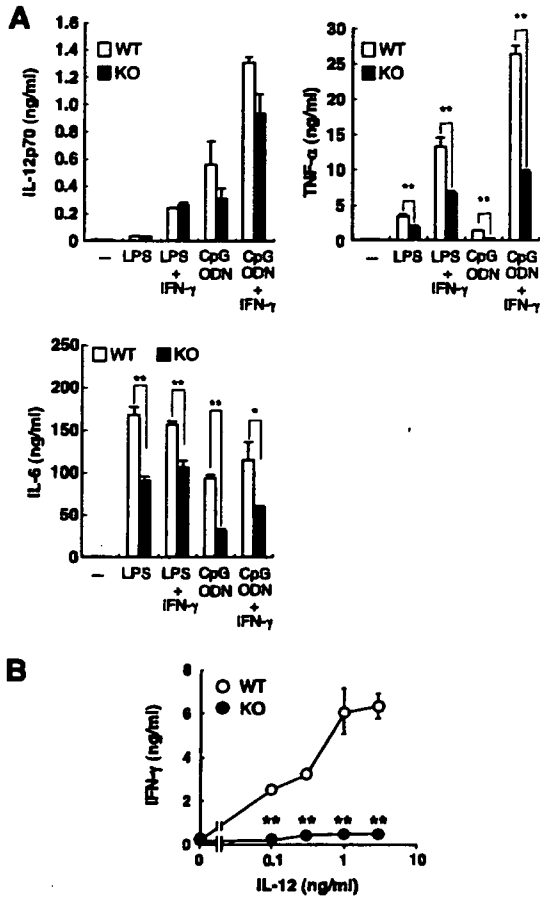 A
IL-12p70 (ng/ml)
1.6
1.4
1.2
1.0
0.8
0.6
0.4
0.2
0
WT
KO
– LPS LPS CpG CpG
+ ODN ODN
IFN-γ +
IFN-γ
TNF-α (ng/ml)
30
25
20
15
10
5
0
WT
KO
** ** ** **
– LPS LPS CpG CpG
+ ODN ODN
IFN-γ +
IFN-γ
IL-6 (ng/ml)
250
200
150
100
50
0
WT KO
** ** ** *
– LPS LPS CpG CpG
+ ODN ODN
IFN-γ +
IFN-γ
B
IFN-γ (ng/ml)
8
6
4
2
0
WT
KO
** ** ** **
0 0.1 1 10
IL-12 (ng/ml)